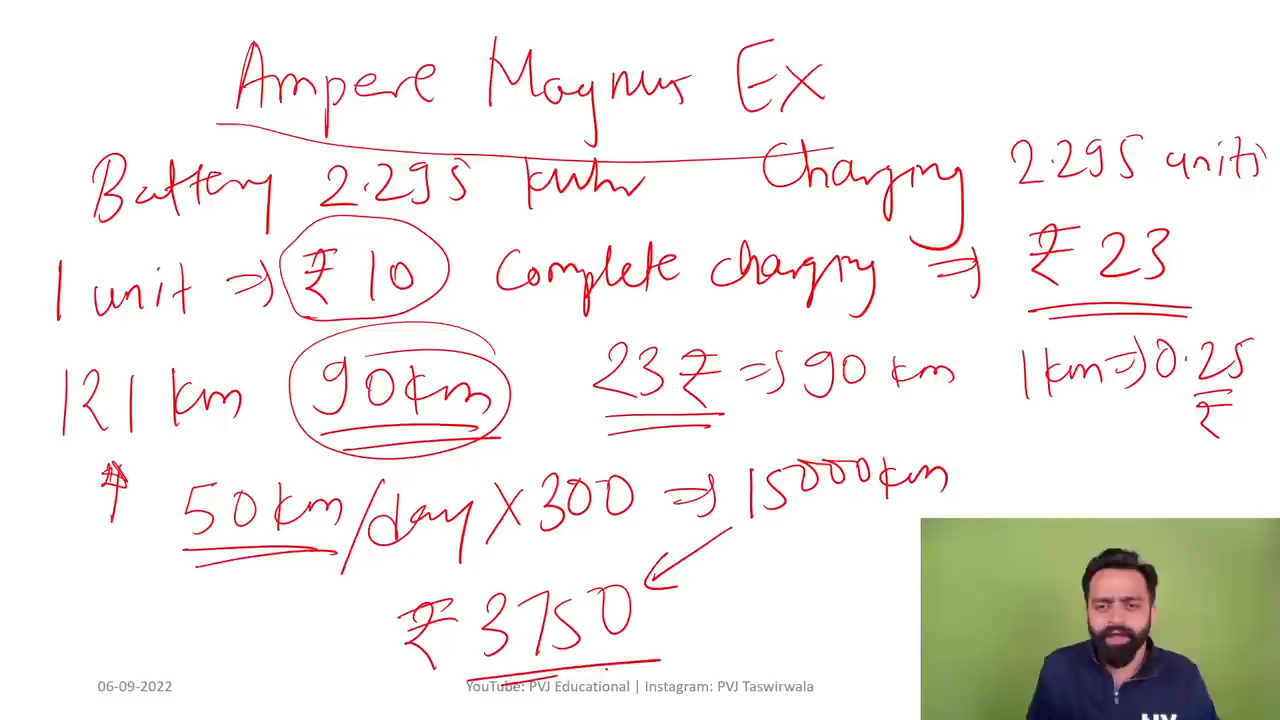 Ampere Magnus EX
Battery 2.295 kwhr Charging 2.295 units
1 unit ⇒ ₹ 10 Complete charging ⇒ ₹ 23
121 km 90 km 23 ₹ ⇒ 90 km 1 km ⇒ 0.25 ₹
50 km/day × 300 ⇒ 15000 km
₹ 3750
06-09-2022 YouTube: PVJ Educational | Instagram: PVJ Taswirwala